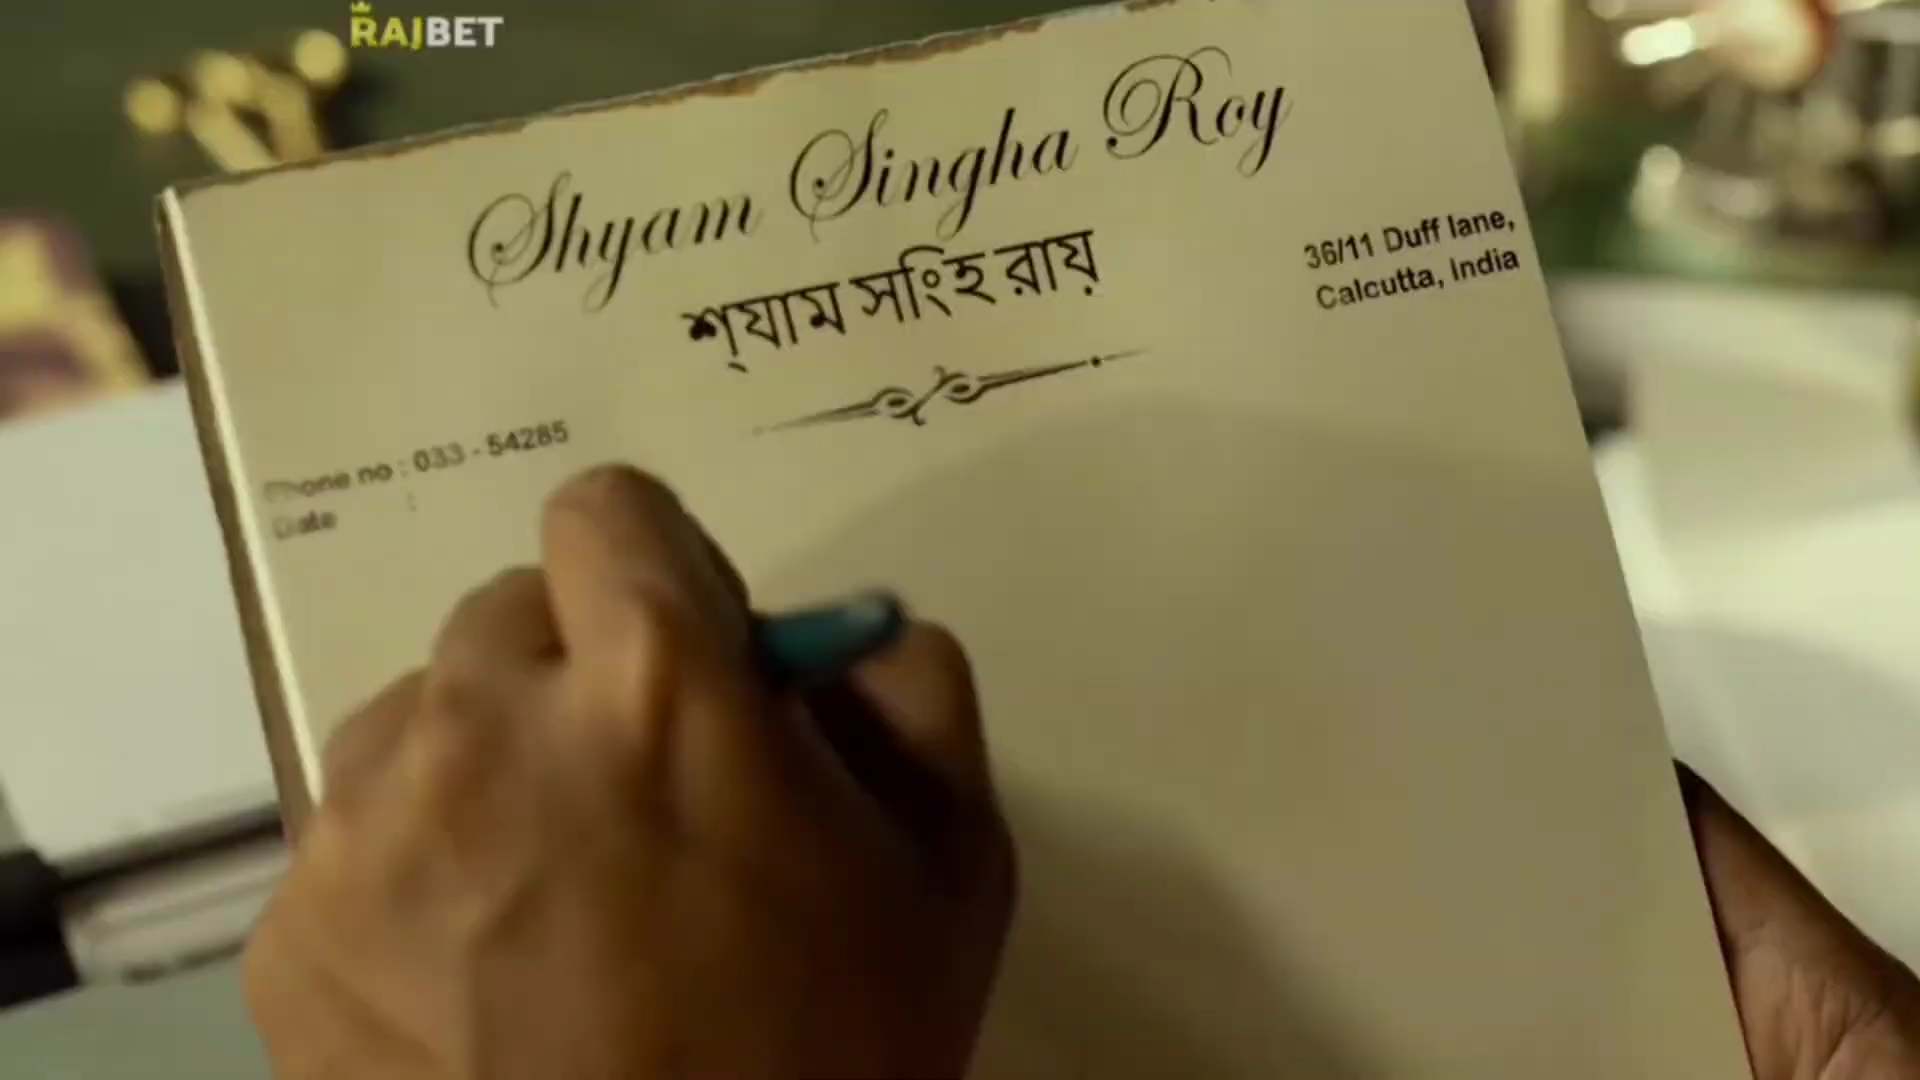 RAJBET
Shyam Singha Roy
শ্‌যাম সিংহ রায়
36/11 Duff lane,
Calcutta, India
Phone no : 033 - 54285
Date :